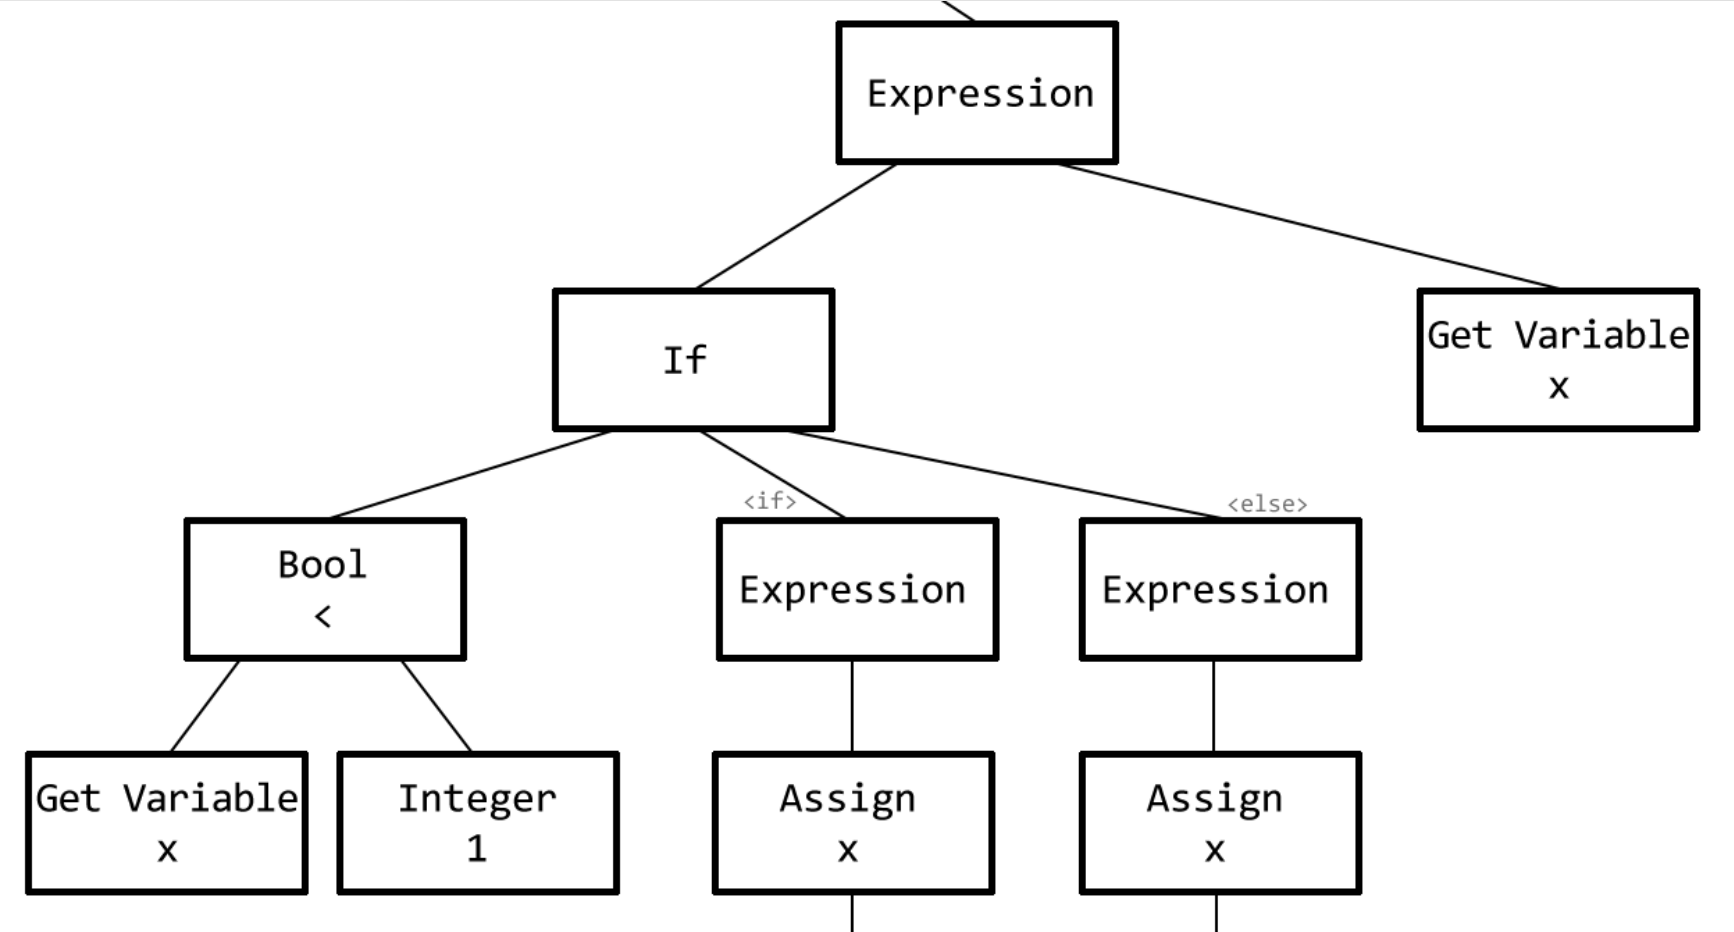 Expression
If
Get Variable
x
<if>
<else>
Bool
<
Expression
Expression
Get Variable
x
Integer
1
Assign
x
Assign
x